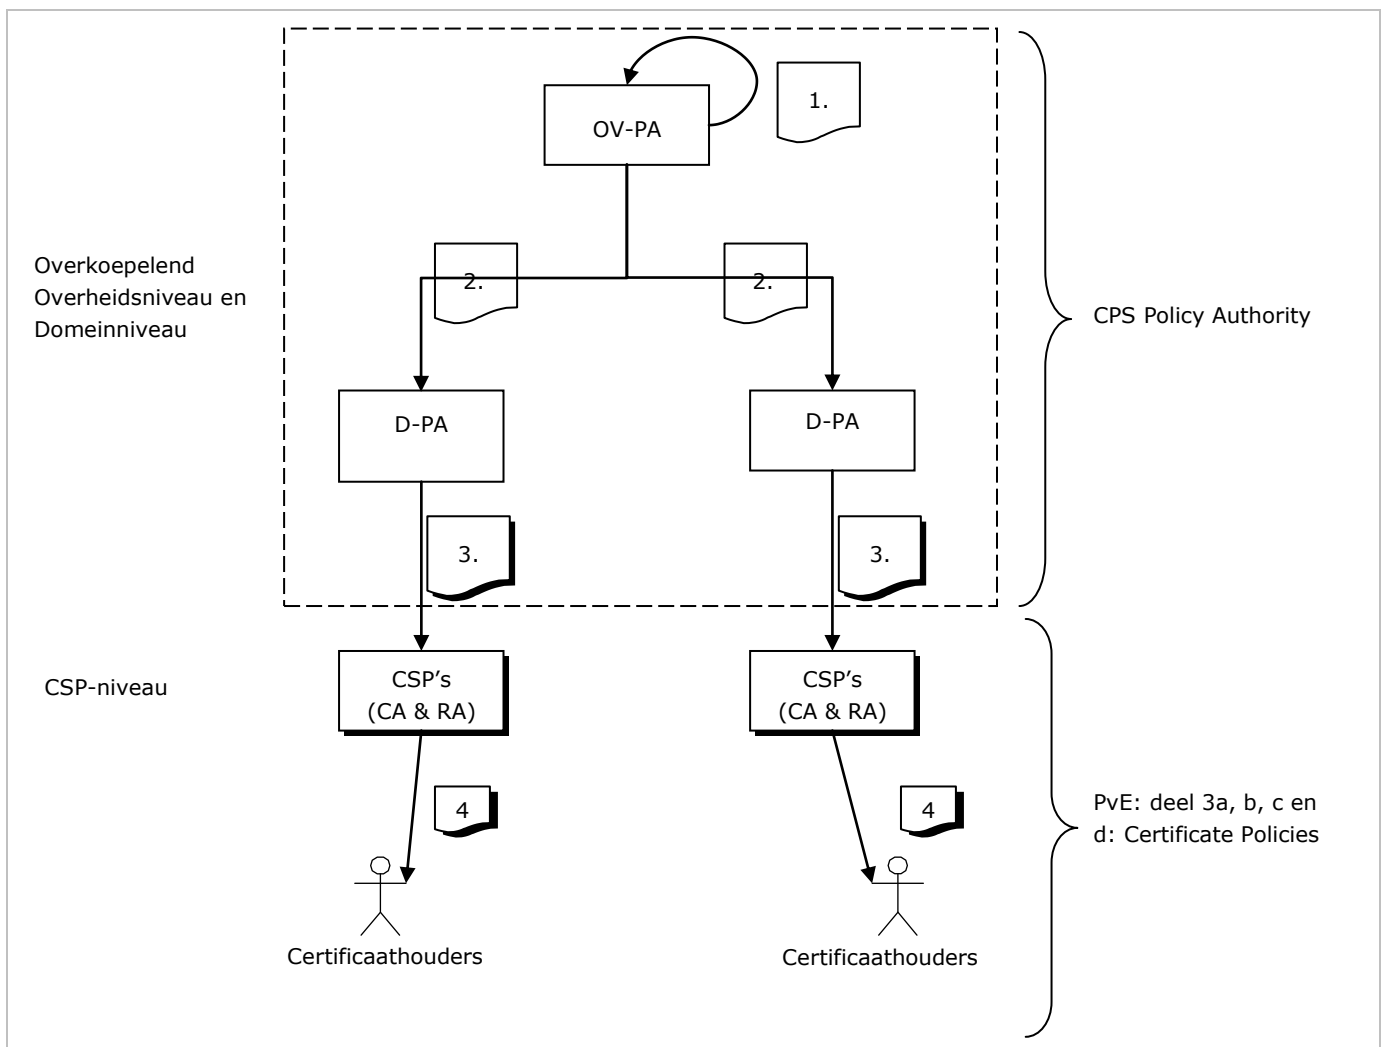 1.
OV-PA
2.
2.
Overkoepelend
Overheidsniveau en
Domeinniveau
CPS Policy Authority
D-PA
D-PA
3.
3.
CSP-niveau
CSP’s
(CA & RA)
CSP’s
(CA & RA)
4
4
PvE: deel 3a, b, c en
d: Certificate Policies
Certificaathouders
Certificaathouders